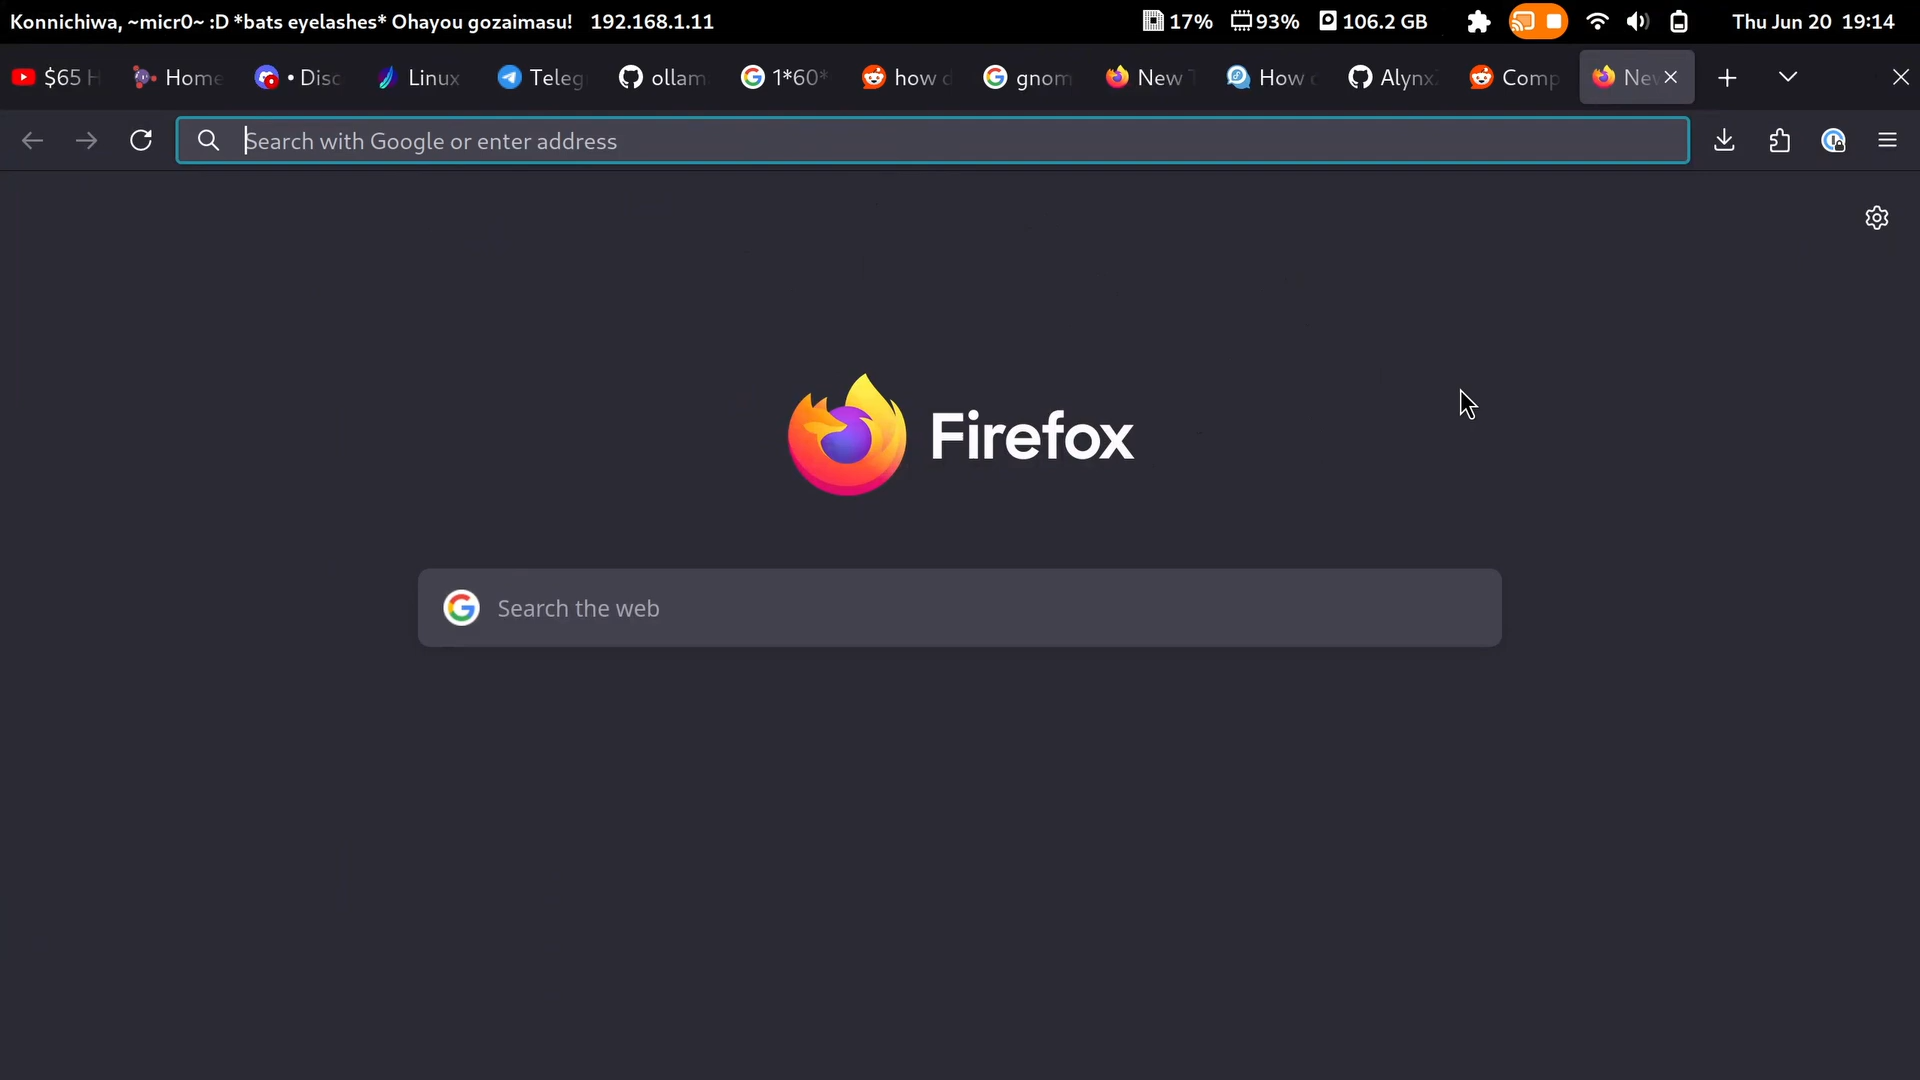 Konnichiwa, ~micr0~ :D *bats eyelashes* Ohayou gozaimasu! 192.168.1.11 17% 93% 106.2 GB Thu Jun 20 19:14
$65 H Home • Disc Linux Teleg ollam 1*60* how d gnom New T How Alynx Comp New
Search with Google or enter address
Firefox
Search the web